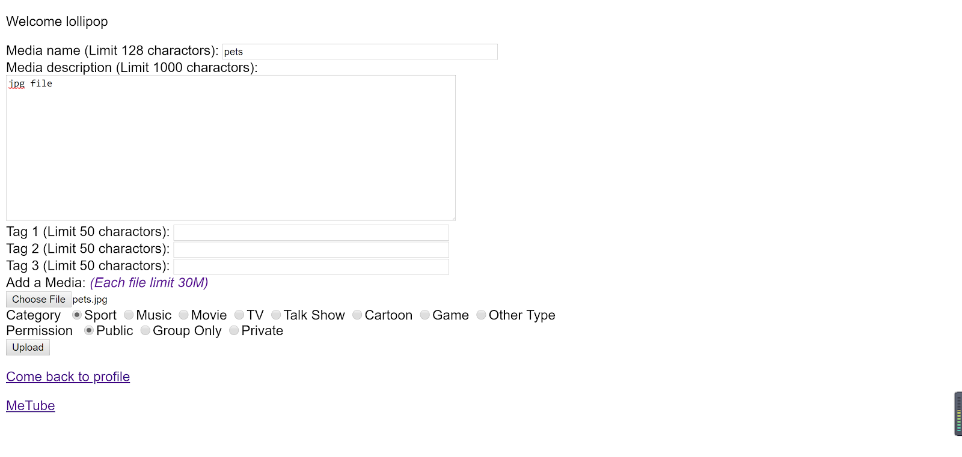 Welcome lollipop
Media name (Limit 128 charactors): pets
Media description (Limit 1000 charactors):
jpg file
Tag 1 (Limit 50 charactors):
Tag 2 (Limit 50 charactors):
Tag 3 (Limit 50 charactors):
Add a Media: (Each file limit 30M)
Choose File pets.jpg
Category Sport Music Movie TV Talk Show Cartoon Game Other Type
Permission Public Group Only Private
Upload
Come back to profile
MeTube